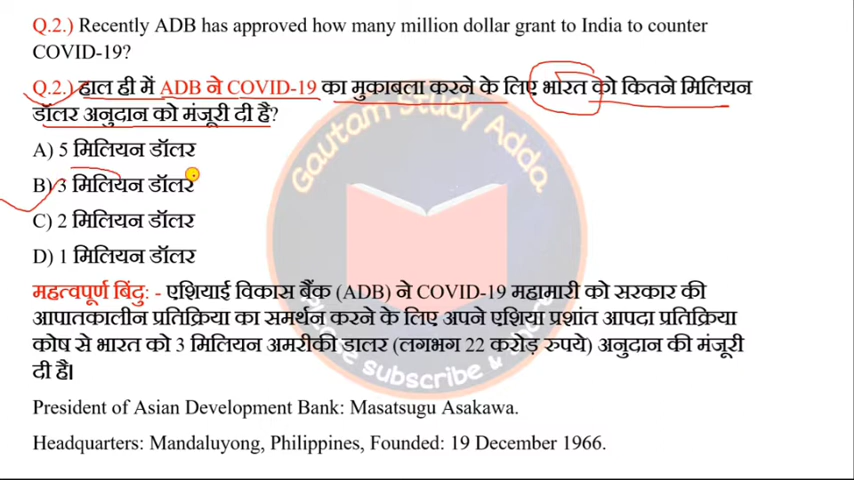 Q.2.) Recently ADB has approved how many million dollar grant to India to counter
COVID-19?
Q.2.) हाल ही में ADB ने COVID-19 का मुकाबला करने के लिए भारत को कितने मिलियन
डॉलर अनुदान को मंजूरी दी है?
A) 5 मिलियन डॉलर
B) 3 मिलियन डॉलर
C) 2 मिलियन डॉलर
D) 1 मिलियन डॉलर
महत्वपूर्ण बिंदु: - एशियाई विकास बैंक (ADB) ने COVID-19 महामारी को सरकार की
आपातकालीन प्रतिक्रिया का समर्थन करने के लिए अपने एशिया प्रशांत आपदा प्रतिक्रिया
कोष से भारत को 3 मिलियन अमरीकी डालर (लगभग 22 करोड़ रुपये) अनुदान की मंजूरी
दी है।
President of Asian Development Bank: Masatsugu Asakawa.
Headquarters: Mandaluyong, Philippines, Founded: 19 December 1966.
Gautam Study Adda
Please subscribe & share